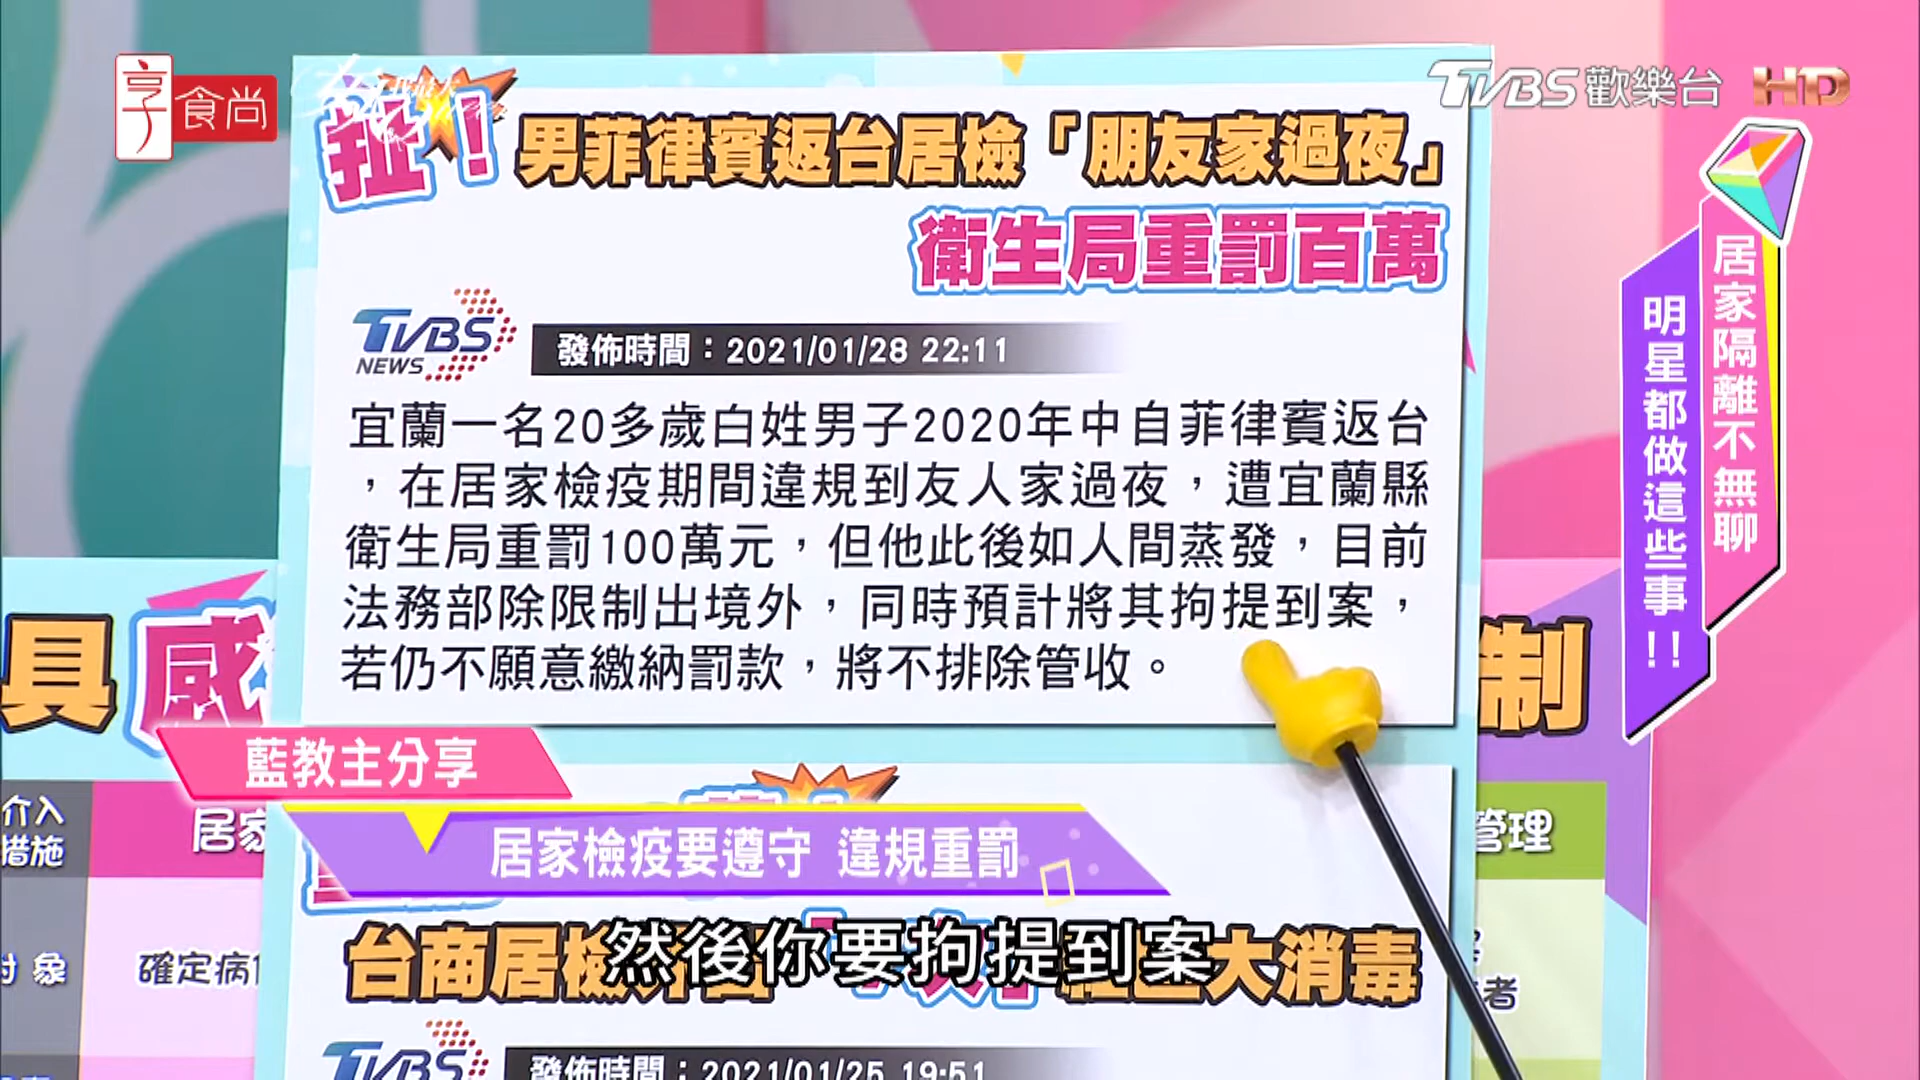 享食尚
TVBS歡樂台 HD
扯！男菲律賓返台居檢「朋友家過夜」
衛生局重罰百萬
TVBS NEWS
發佈時間：2021/01/28 22:11
宜蘭一名20多歲白姓男子2020年中自菲律賓返台
，在居家檢疫期間違規到友人家過夜，遭宜蘭縣
衛生局重罰100萬元，但他此後如人間蒸發，目前
法務部除限制出境外，同時預計將其拘提到案，
若仍不願意繳納罰款，將不排除管收。
居家隔離不無聊
明星都做這些事!!
具
制
藍教主分享
居家檢疫要遵守 違規重罰
介入
措施
居家
管理
對象
確定病
者
台商居檢
大消毒
然後你要拘提到案
TVBS
發佈時間：2021/01/25 19:51